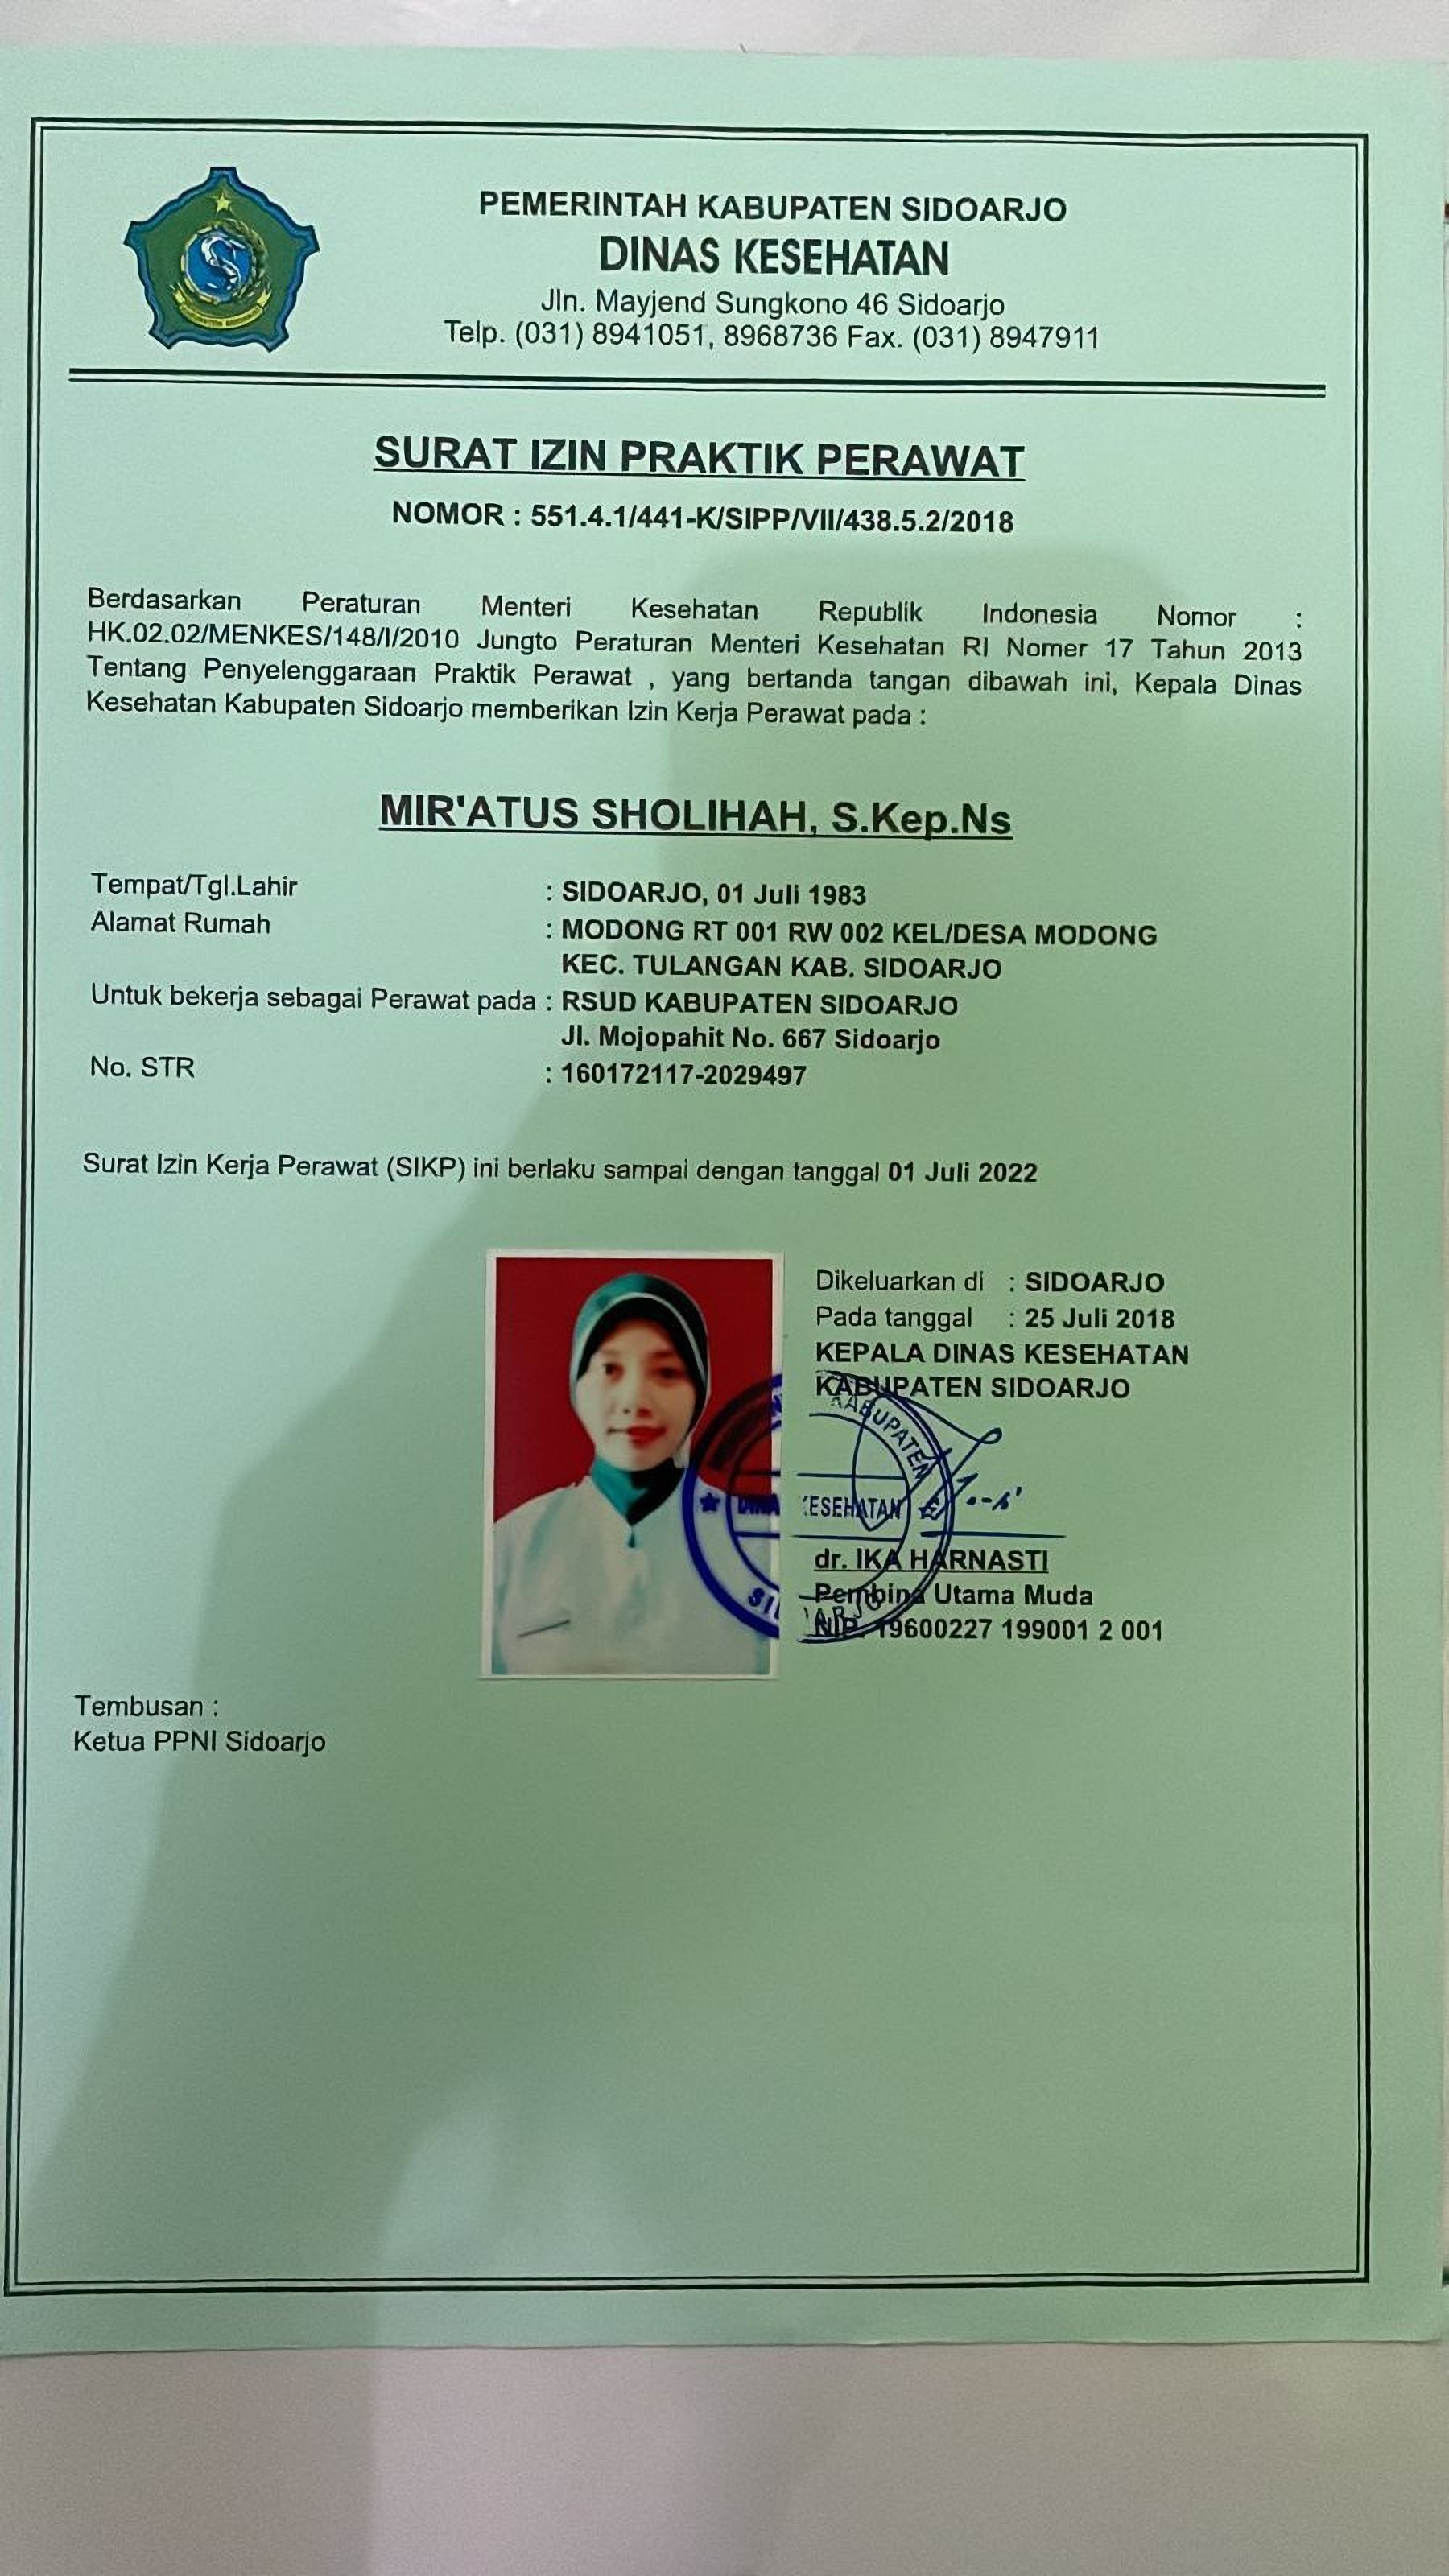 PEMERINTAH KABUPATEN SIDOARJO
DINAS KESEHATAN
Jln. Mayjend Sungkono 46 Sidoarjo
Telp. (031) 8941051, 8968736 Fax. (031) 8947911
SURAT IZIN PRAKTIK PERAWAT
NOMOR : 551.4.1/441-K/SIPP/VII/438.5.2/2018
Berdasarkan Peraturan Menteri Kesehatan Republik Indonesia Nomor :
HK.02.02/MENKES/148/I/2010 Jungto Peraturan Menteri Kesehatan RI Nomer 17 Tahun 2013
Tentang Penyelenggaraan Praktik Perawat , yang bertanda tangan dibawah ini, Kepala Dinas
Kesehatan Kabupaten Sidoarjo memberikan Izin Kerja Perawat pada :
MIR'ATUS SHOLIHAH, S.Kep.Ns
Tempat/Tgl.Lahir : SIDOARJO, 01 Juli 1983
Alamat Rumah : MODONG RT 001 RW 002 KEL/DESA MODONG
KEC. TULANGAN KAB. SIDOARJO
Untuk bekerja sebagai Perawat pada : RSUD KABUPATEN SIDOARJO
Jl. Mojopahit No. 667 Sidoarjo
No. STR : 160172117-2029497
Surat Izin Kerja Perawat (SIKP) ini berlaku sampai dengan tanggal 01 Juli 2022
Dikeluarkan di : SIDOARJO
Pada tanggal : 25 Juli 2018
KEPALA DINAS KESEHATAN
KABUPATEN SIDOARJO
KABUPATEN
ESEHATAN
dr. IKA HARNASTI
Pembina Utama Muda
NIP. 19600227 199001 2 001
Tembusan :
Ketua PPNI Sidoarjo